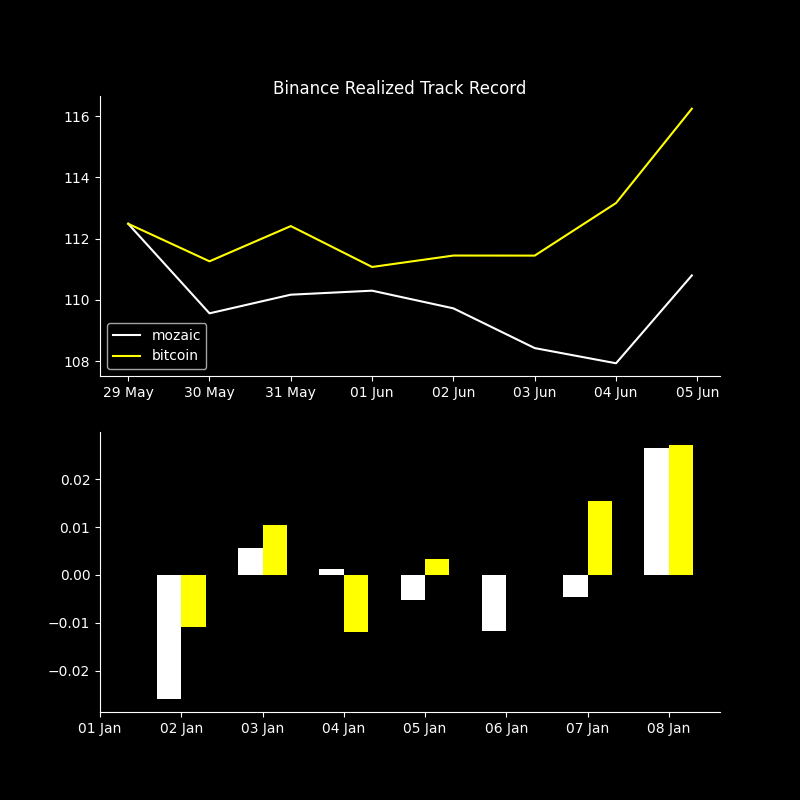 Binance Realized Track Record
116
114
112
110
108
mozaic
bitcoin
29 May 30 May 31 May 01 Jun 02 Jun 03 Jun 04 Jun 05 Jun
0.02
0.01
0.00
−0.01
−0.02
01 Jan 02 Jan 03 Jan 04 Jan 05 Jan 06 Jan 07 Jan 08 Jan